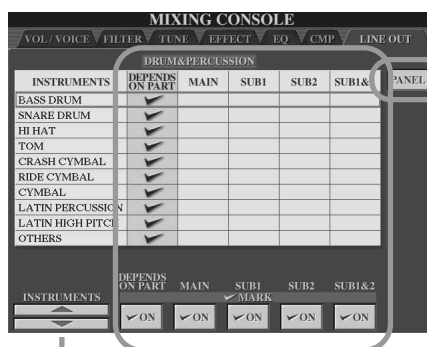 MIXING CONSOLE
VOL / VOICE FILTER TUNE EFFECT EQ CMP LINE OUT
DRUM&PERCUSSION
INSTRUMENTS DEPENDS ON PART MAIN SUB1 SUB2 SUB1& PANEL
BASS DRUM
SNARE DRUM
HI HAT
TOM
CRASH CYMBAL
RIDE CYMBAL
CYMBAL
LATIN PERCUSSION
LATIN HIGH PITCH
OTHERS
INSTRUMENTS DEPENDS ON PART MAIN SUB1 SUB2 SUB1&2
MARK
ON ON ON ON ON